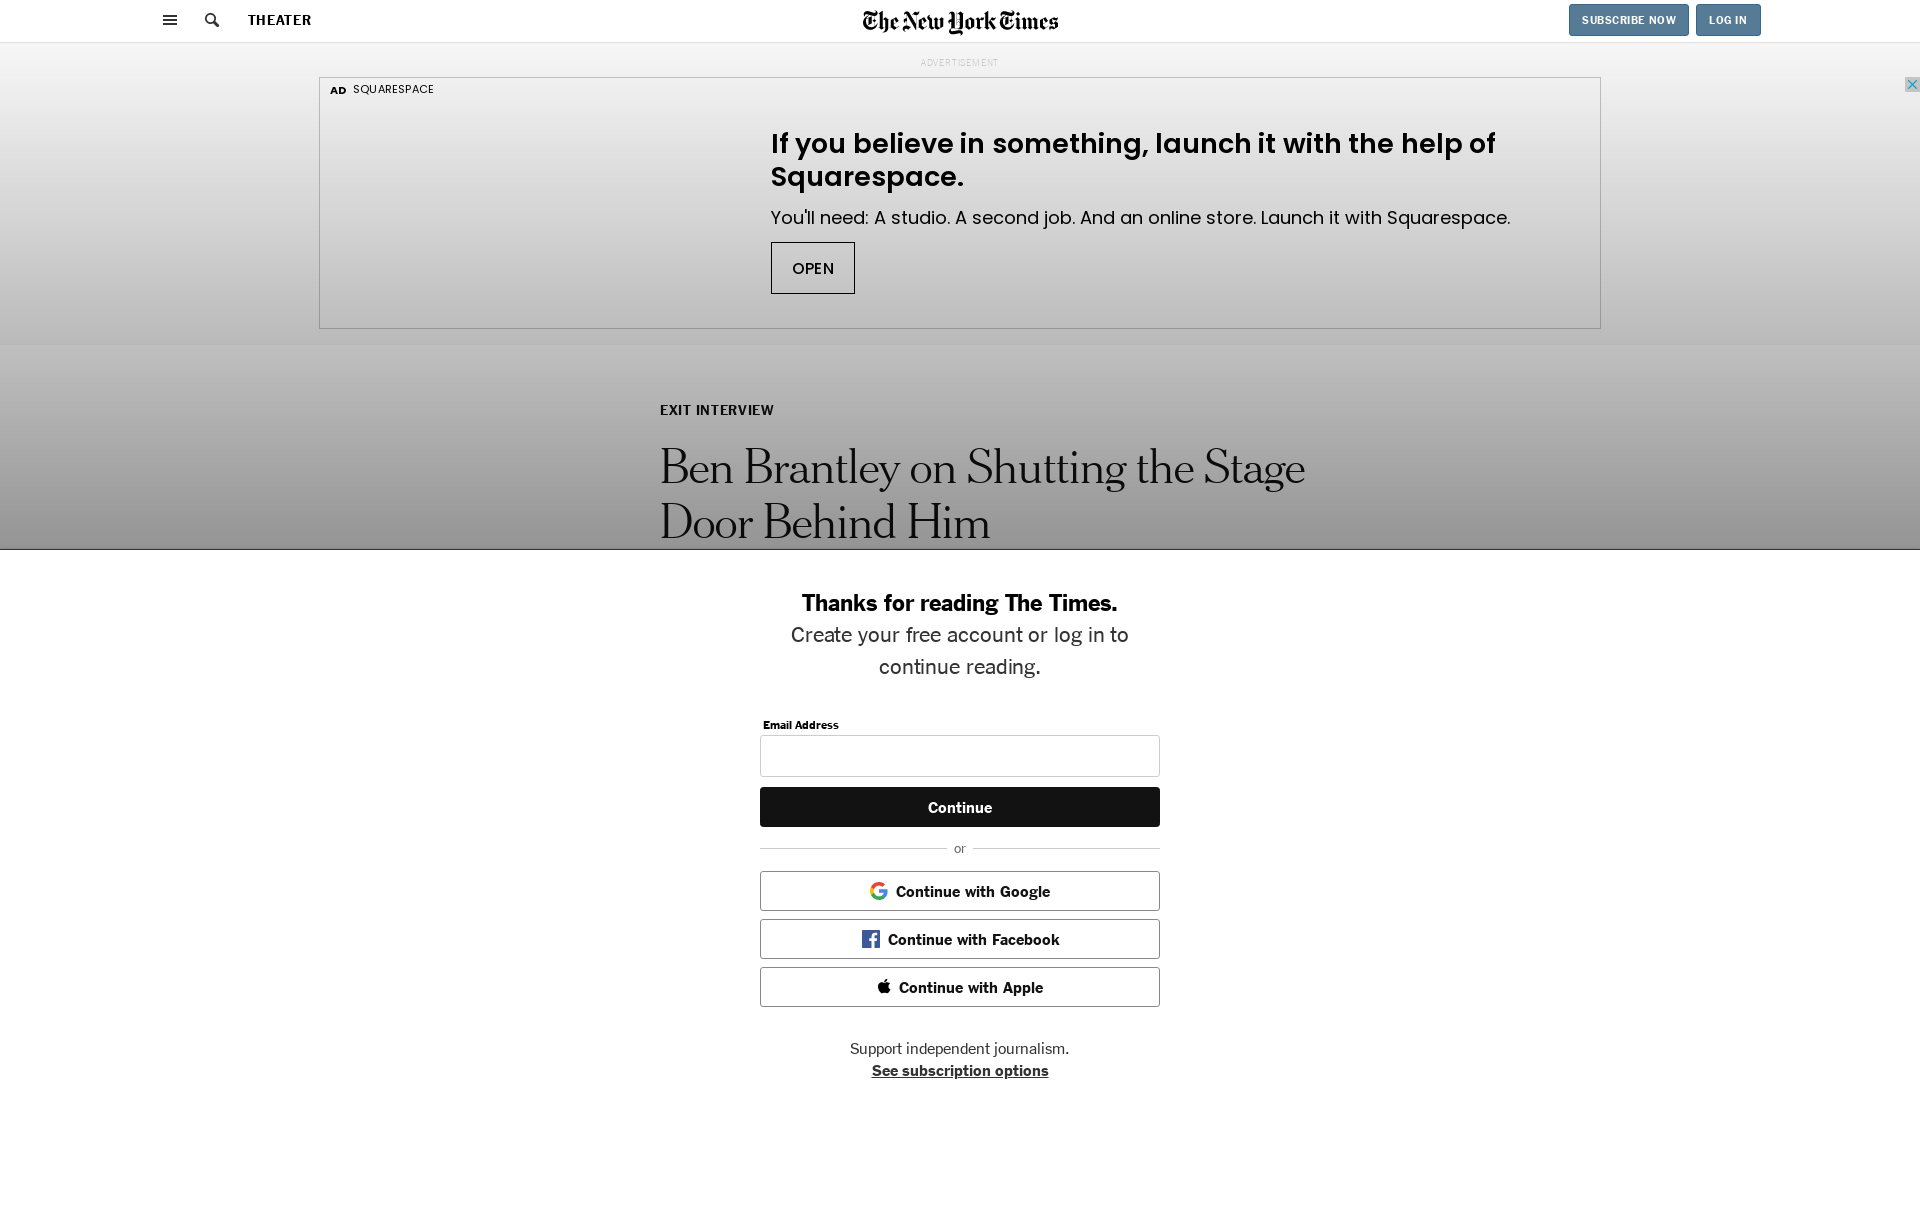 THEATER
The New York Times
SUBSCRIBE NOW
LOG IN
ADVERTISEMENT
AD SQUARESPACE
If you believe in something, launch it with the help of
Squarespace.
You'll need: A studio. A second job. And an online store. Launch it with Squarespace.
OPEN
EXIT INTERVIEW
Ben Brantley on Shutting the Stage
Door Behind Him
Thanks for reading The Times.
Create your free account or log in to
continue reading.
Email Address
Continue
or
Continue with Google
Continue with Facebook
Continue with Apple
Support independent journalism.
See subscription options